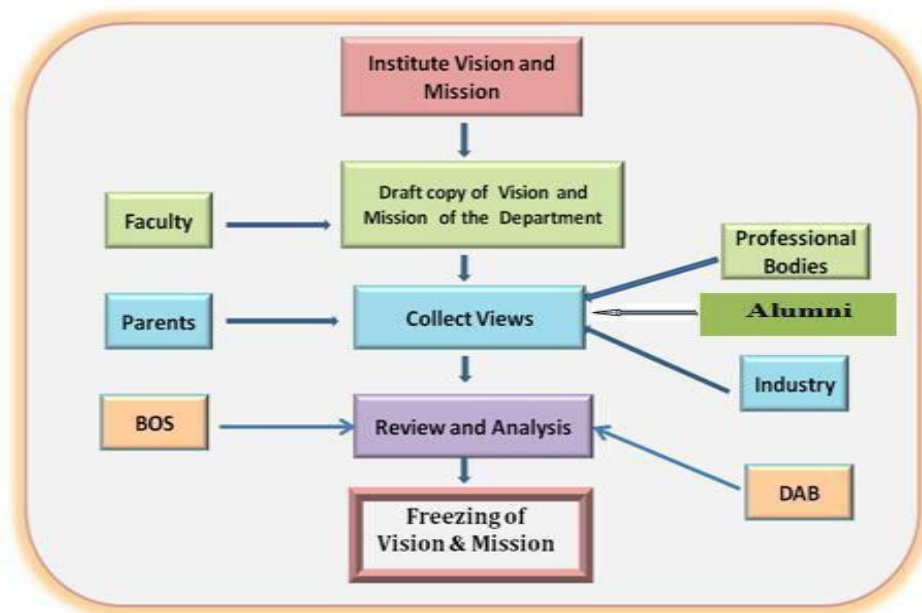 Institute Vision and
Mission
Draft copy of Vision and
Mission of the Department
Faculty
Professional
Bodies
Parents
Collect Views
Alumni
Industry
BOS
Review and Analysis
DAB
Freezing of
Vision & Mission